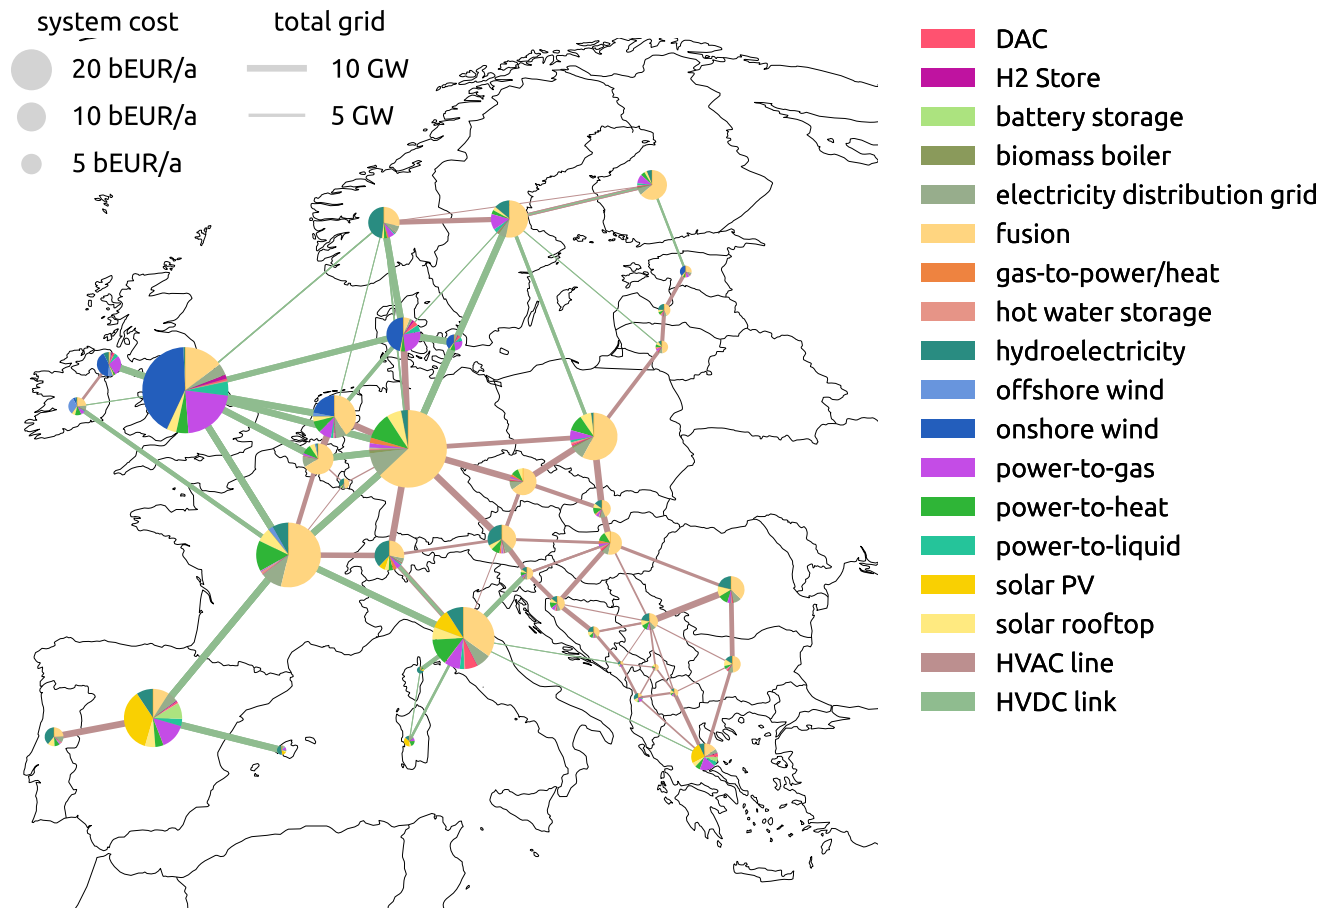 system cost
20 bEUR/a
10 bEUR/a
5 bEUR/a
total grid
10 GW
5 GW
DAC
H2 Store
battery storage
biomass boiler
electricity distribution grid
fusion
gas-to-power/heat
hot water storage
hydroelectricity
offshore wind
onshore wind
power-to-gas
power-to-heat
power-to-liquid
solar PV
solar rooftop
HVAC line
HVDC link